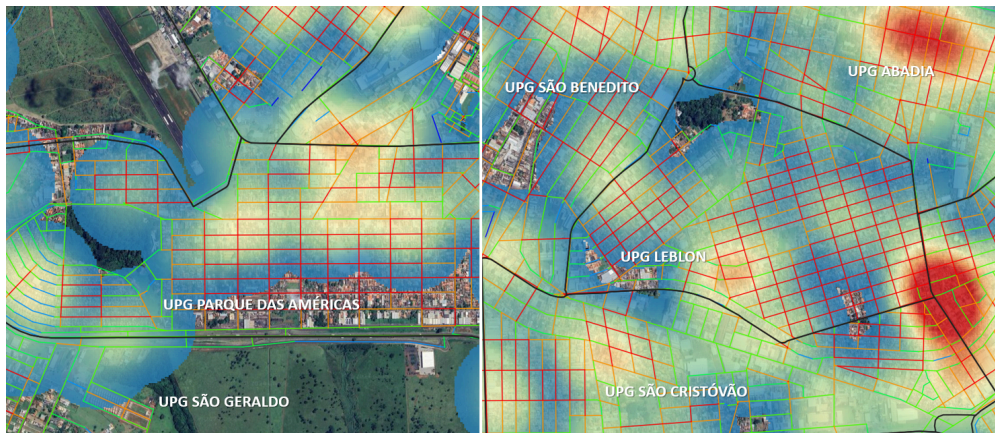 UPG PARQUE DAS AMÉRICAS
UPG SÃO GERALDO
UPG SÃO BENEDITO
UPG ABADIA
UPG LEBLON
UPG SÃO CRISTÓVÃO